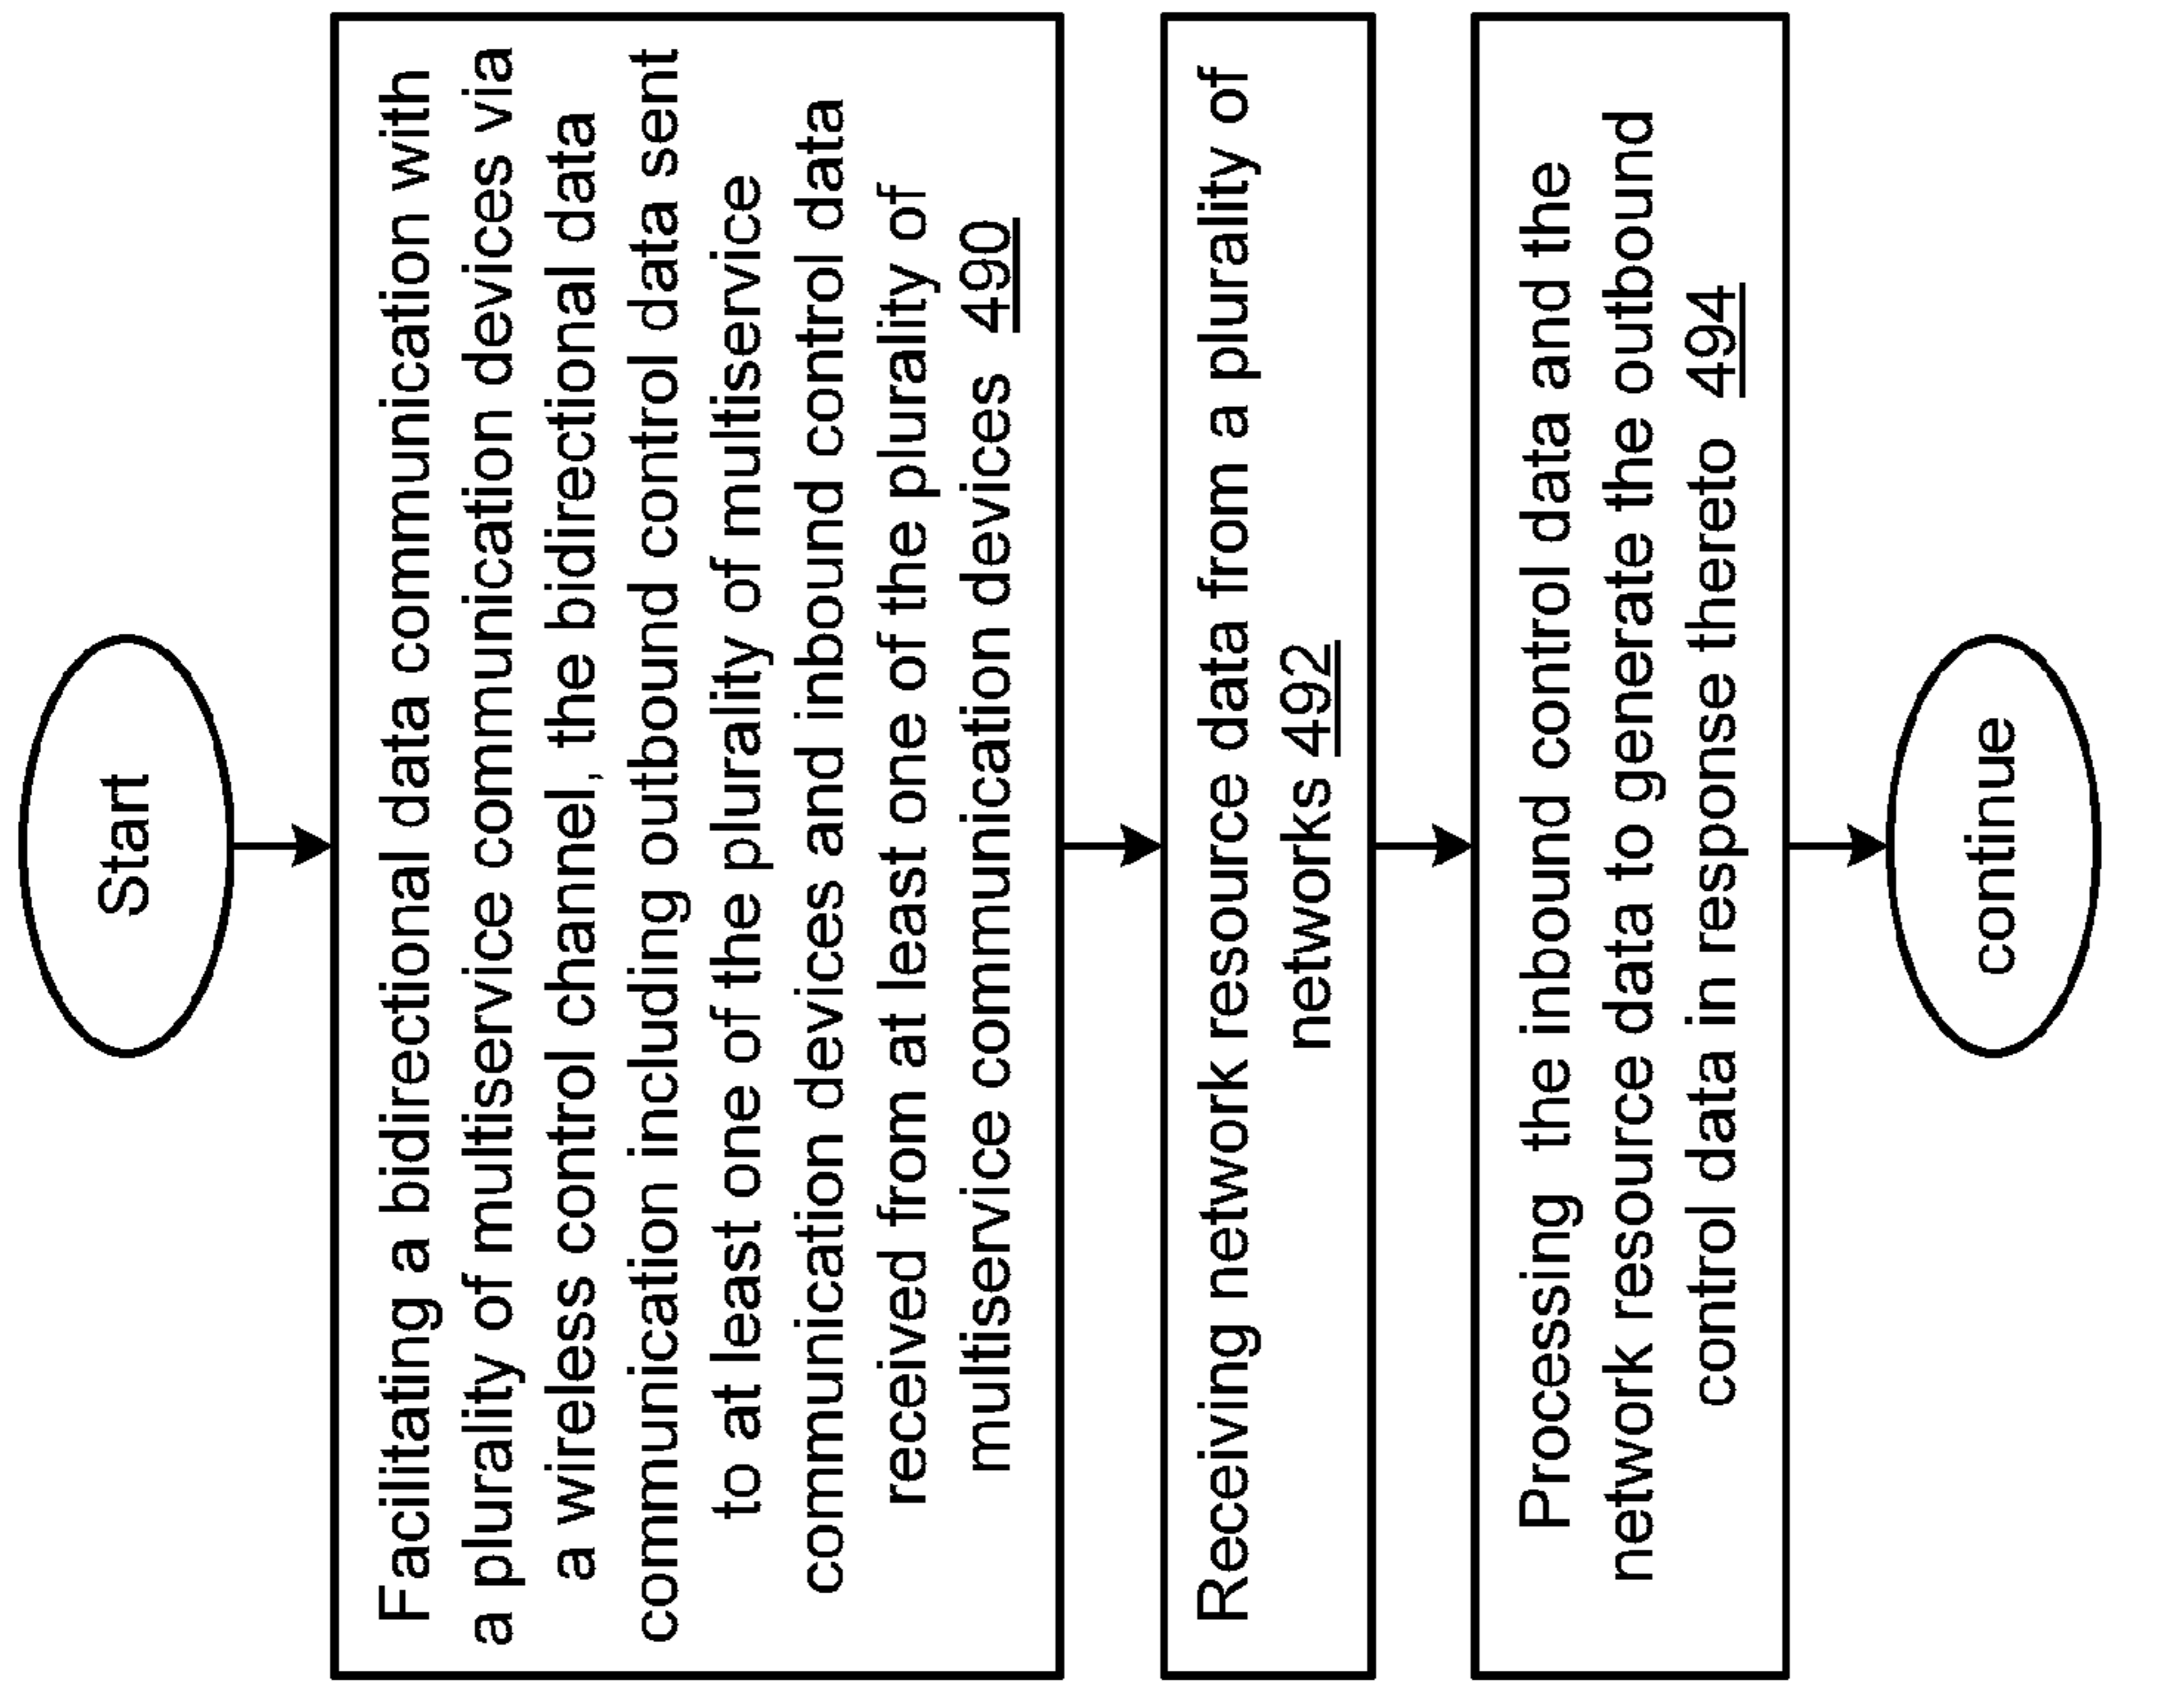 Start
Facilitating a bidirectional data communication with
a plurality of multiservice communication devices via
a wireless control channel, the bidirectional data
communication including outbound control data sent
to at least one of the plurality of multiservice
communication devices and inbound control data
received from at least one of the plurality of
multiservice communication devices 490
Receiving network resource data from a plurality of
networks 492
Processing the inbound control data and the
network resource data to generate the outbound
control data in response thereto 494
continue